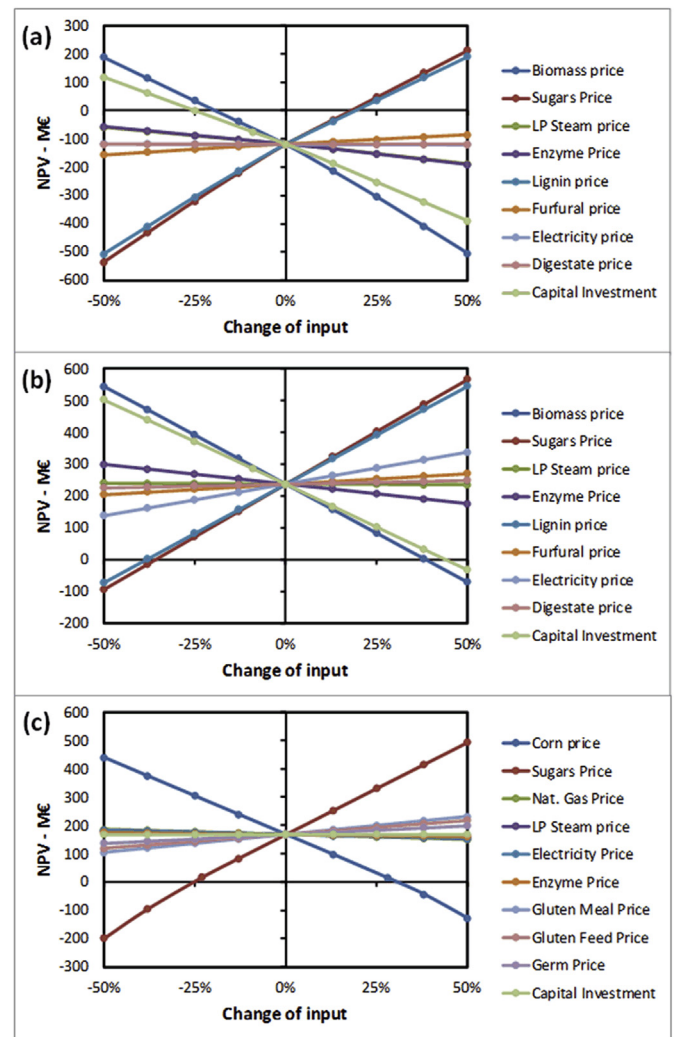 (a)
300
200
100
0
-100
-200
-300
-400
-500
-600
NPV - M€
-50%
-25%
0%
25%
50%
Change of input
Biomass price
Sugars Price
LP Steam price
Enzyme Price
Lignin price
Furfural price
Electricity price
Digestate price
Capital Investment
(b)
600
500
400
300
200
100
0
-100
-200
NPV - M€
-50%
-25%
0%
25%
50%
Change of input
Biomass price
Sugars Price
LP Steam price
Enzyme Price
Lignin price
Furfural price
Electricity price
Digestate price
Capital Investment
(c)
600
500
400
300
200
100
0
-100
-200
-300
NPV - M€
-50%
-25%
0%
25%
50%
Change of input
Corn price
Sugars Price
Nat. Gas Price
LP Steam price
Electricity Price
Enzyme Price
Gluten Meal Price
Gluten Feed Price
Germ Price
Capital Investment